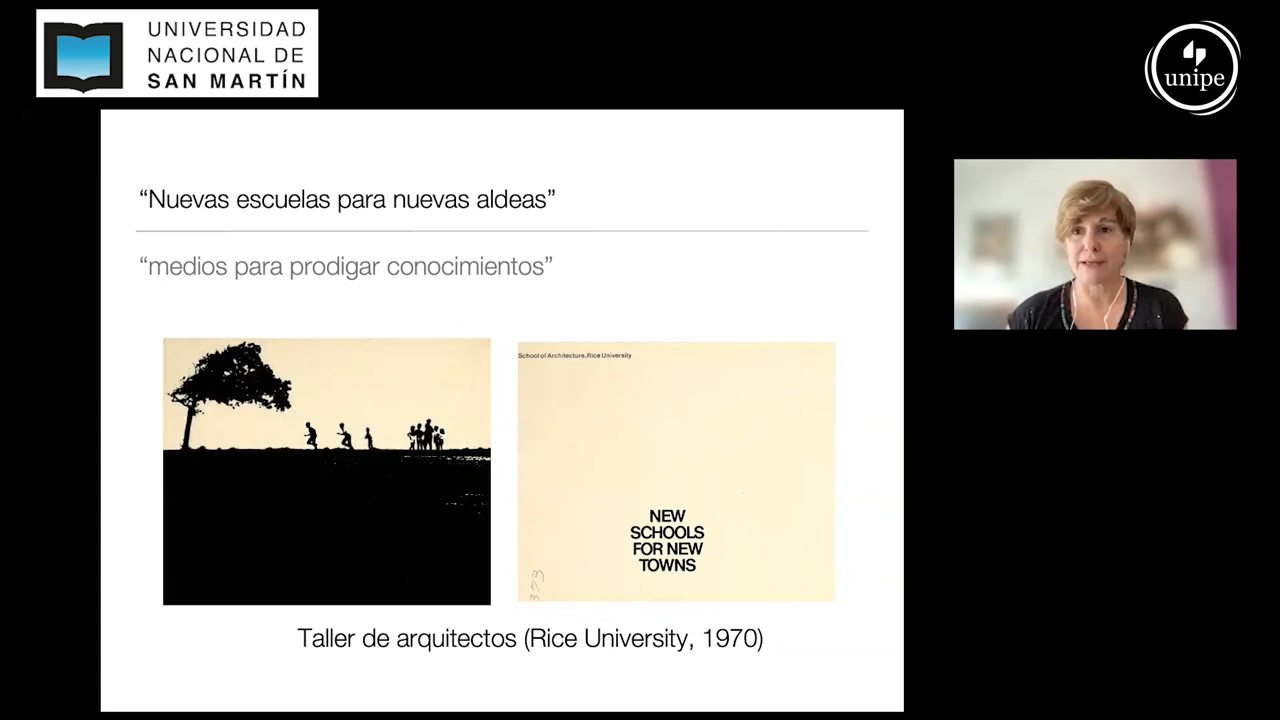 UNIVERSIDAD
NACIONAL DE
SAN MARTÍN
unipe
“Nuevas escuelas para nuevas aldeas”
“medios para prodigar conocimientos”
School of Architecture, Rice University
NEW
SCHOOLS
FOR NEW
TOWNS
Taller de arquitectos (Rice University, 1970)